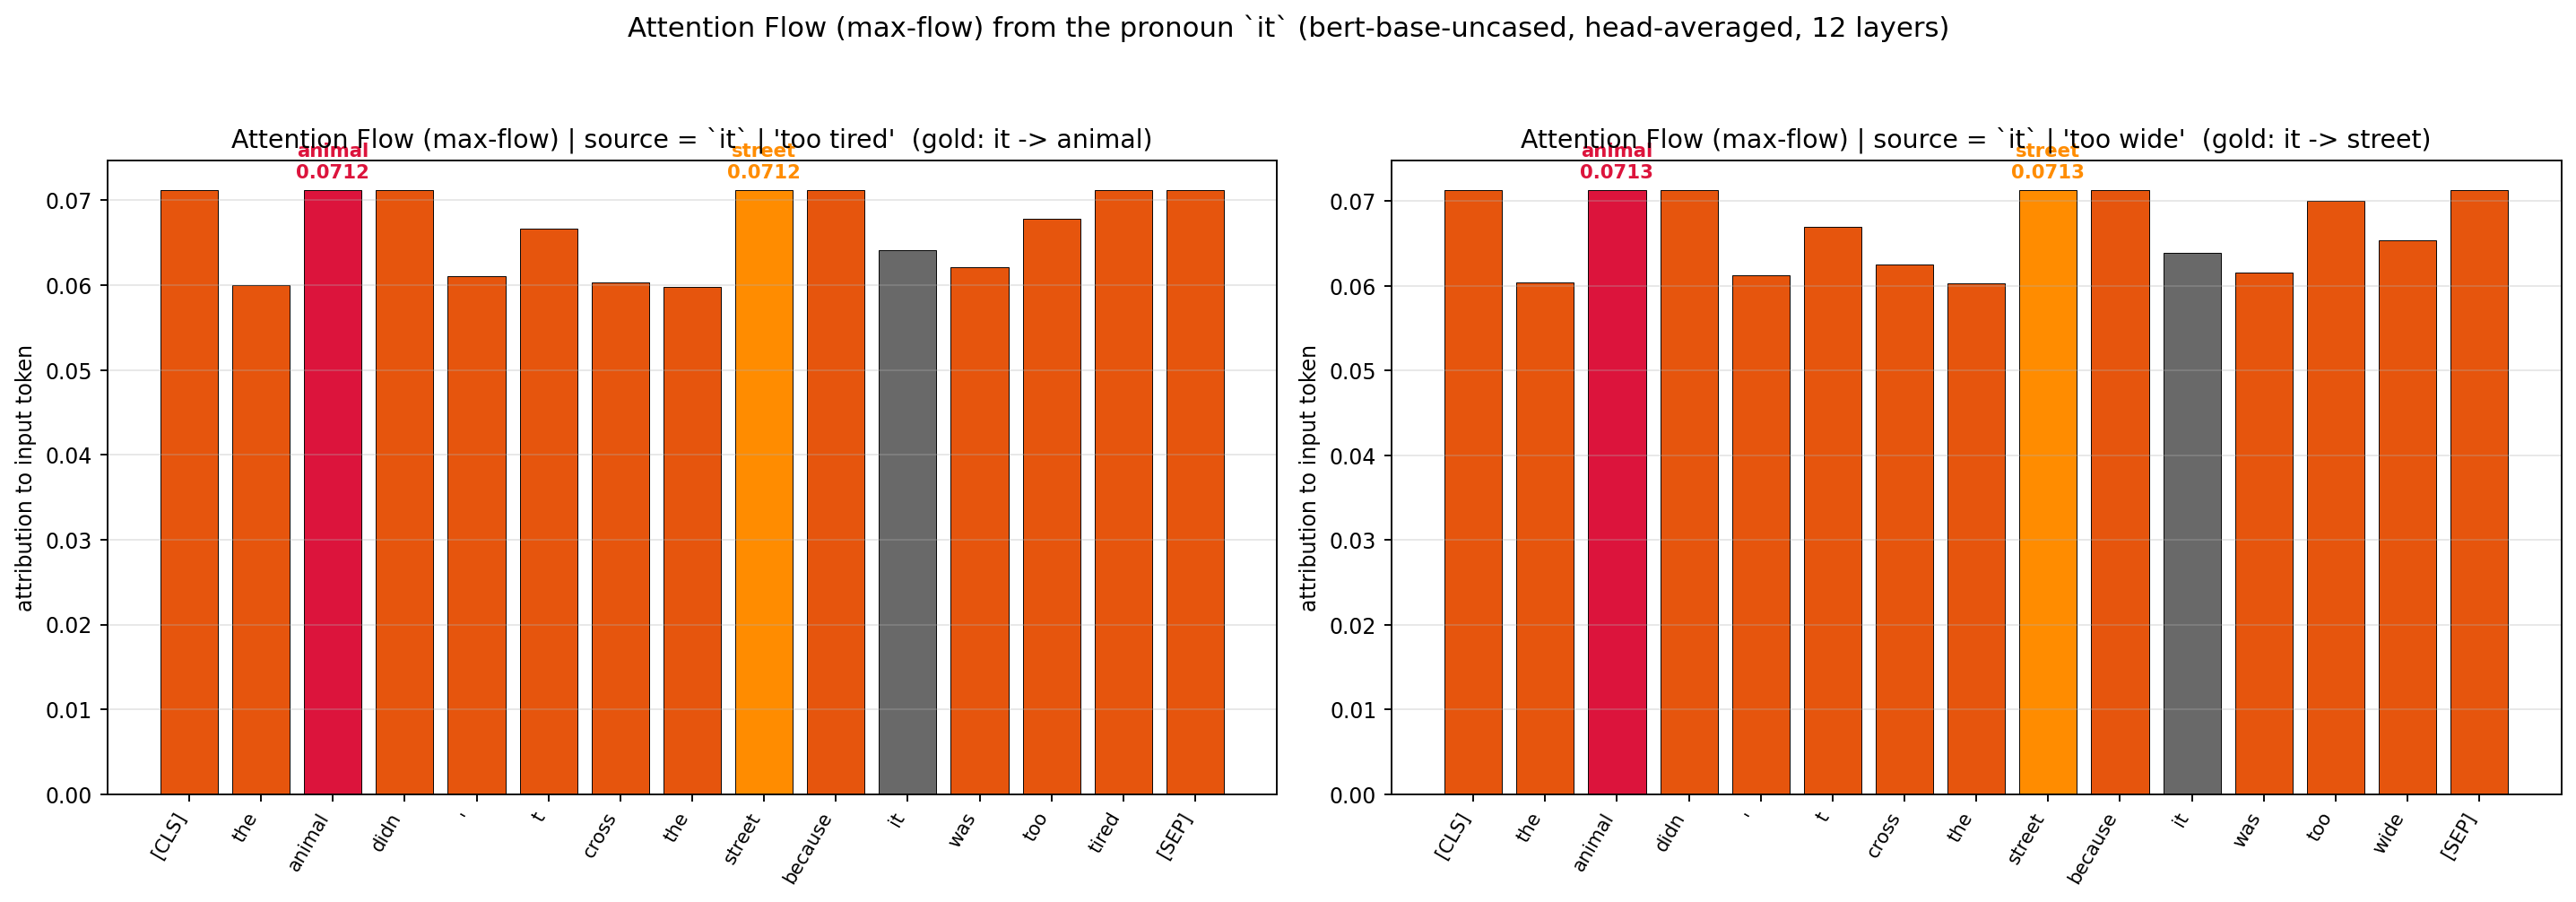 Attention Flow (max-flow) from the pronoun `it` (bert-base-uncased, head-averaged, 12 layers)
Attention Flow (max-flow) | source = `it` | 'too tired'  (gold: it -> animal)
animal
0.0712
street
0.0712
attribution to input token
0.07
0.06
0.05
0.04
0.03
0.02
0.01
0.00
[CLS]
the
animal
didn
'
t
cross
the
street
because
it
was
too
tired
[SEP]
Attention Flow (max-flow) | source = `it` | 'too wide'  (gold: it -> street)
animal
0.0713
street
0.0713
attribution to input token
0.07
0.06
0.05
0.04
0.03
0.02
0.01
0.00
[CLS]
the
animal
didn
'
t
cross
the
street
because
it
was
too
wide
[SEP]